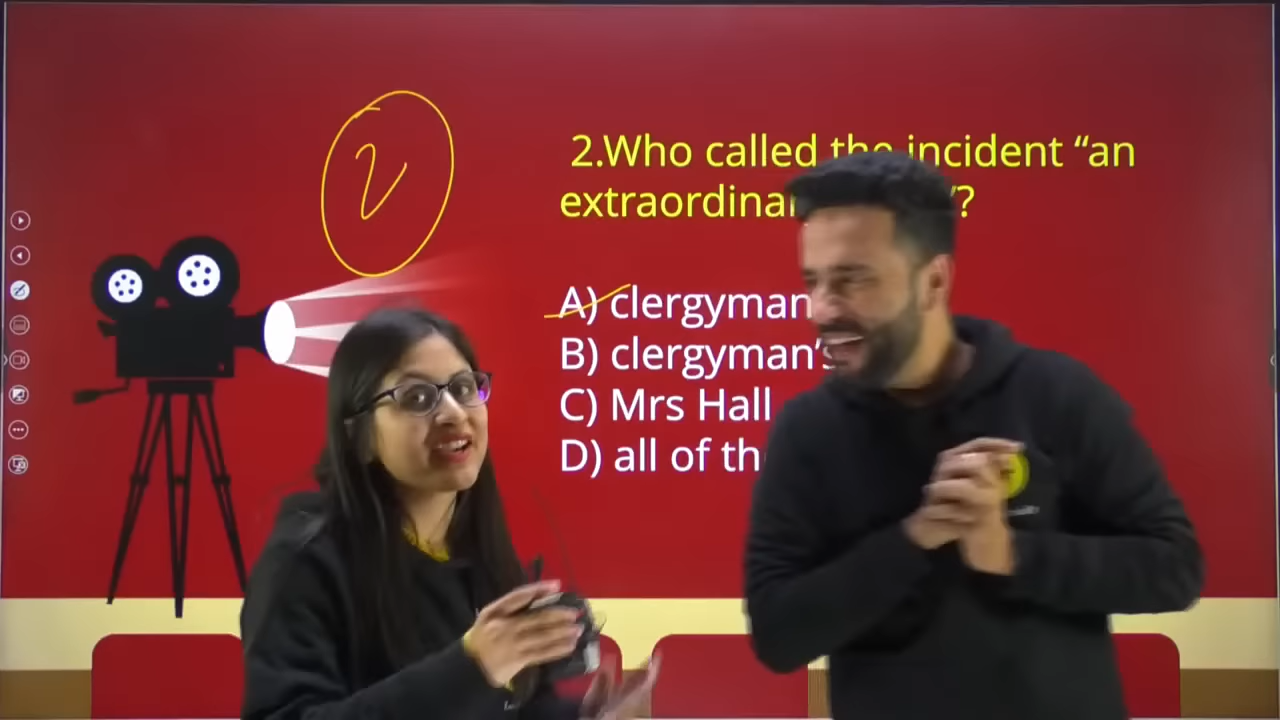 2
2.Who called the incident “an
extraordinar ”?
A) clergyman
B) clergyman’s
C) Mrs Hall
D) all of th